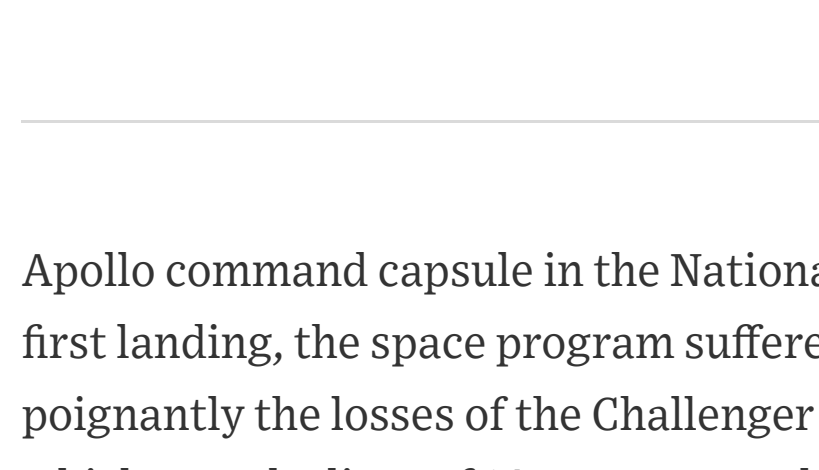 Apollo command capsule in the Nationa
first landing, the space program suffere
poignantly the losses of the Challenger